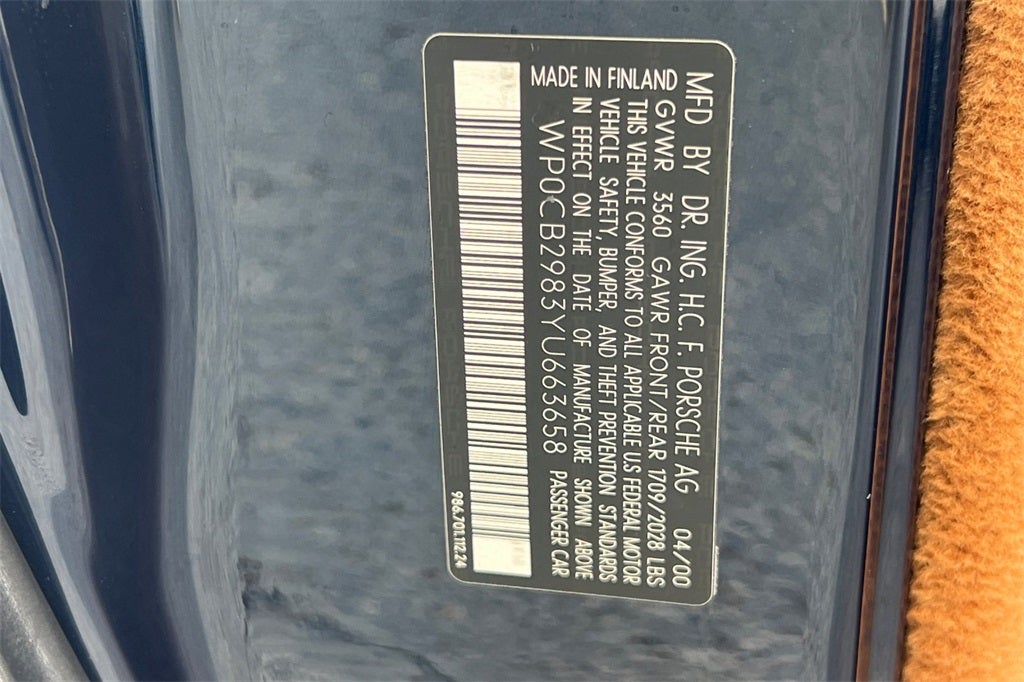 MFD BY DR. ING. H.C. F. PORSCHE AG 04/00
GVWR 3560 GAWR FRONT/REAR 1709/2028 LBS
THIS VEHICLE CONFORMS TO ALL APPLICABLE US FEDERAL MOTOR
VEHICLE SAFETY, BUMPER, AND THEFT PREVENTION STANDARDS
IN EFFECT ON THE DATE OF MANUFACTURE SHOWN ABOVE
WP0CB2983YU663658 PASSENGER CAR
MADE IN FINLAND
986.701.112.24